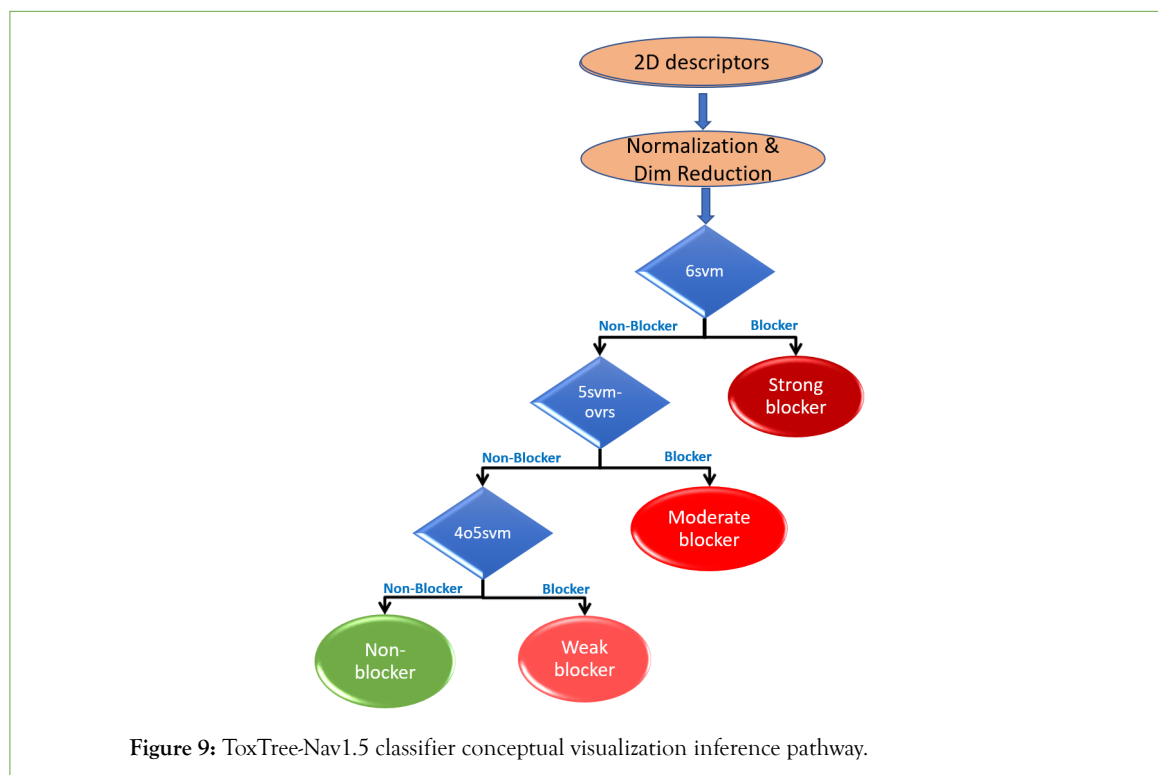 2D descriptors
Normalization &
Dim Reduction
6svm
Non-Blocker
Blocker
Strong
blocker
5svm-
ovrs
Non-Blocker
Blocker
Moderate
blocker
4o5svm
Non-Blocker
Blocker
Non-
blocker
Weak
blocker
Figure 9: ToxTree-Nav1.5 classifier conceptual visualization inference pathway.